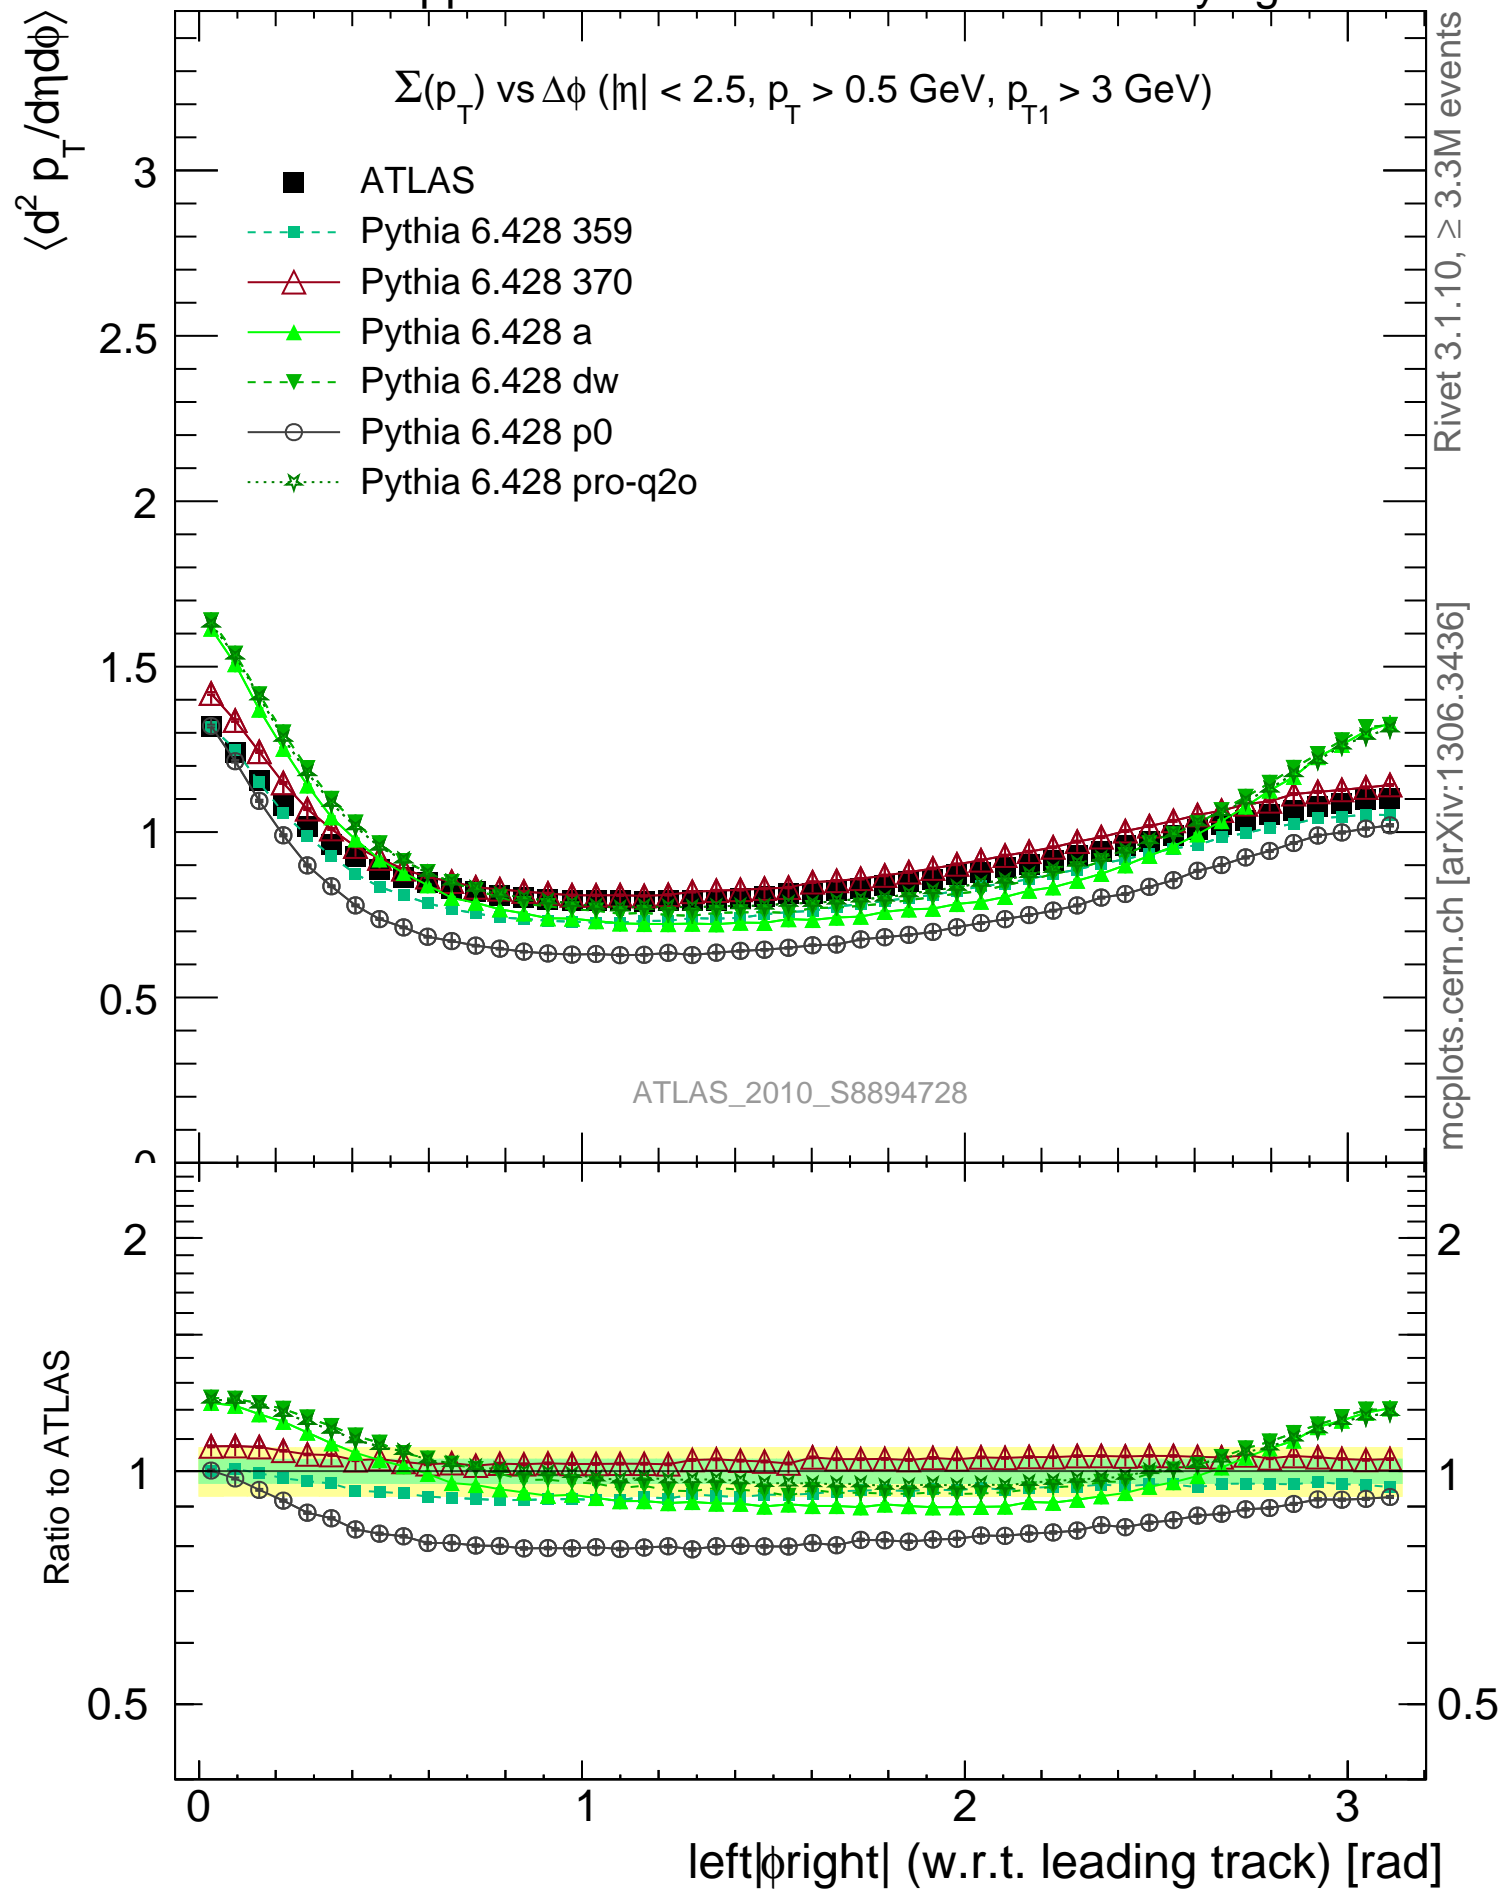 pp
ying
⟨d² p_T/dηdϕ⟩
Σ(p_T) vs Δϕ (|η| < 2.5, p_T > 0.5 GeV, p_T1 > 3 GeV)
ATLAS
Pythia 6.428 359
Pythia 6.428 370
Pythia 6.428 a
Pythia 6.428 dw
Pythia 6.428 p0
Pythia 6.428 pro-q2o
3
2.5
2
1.5
1
0.5
0
ATLAS_2010_S8894728
Rivet 3.1.10, ≥ 3.3M events
mcplots.cern.ch [arXiv:1306.3436]
Ratio to ATLAS
2
1
0.5
2
1
0.5
0
1
2
3
left|ϕright| (w.r.t. leading track) [rad]